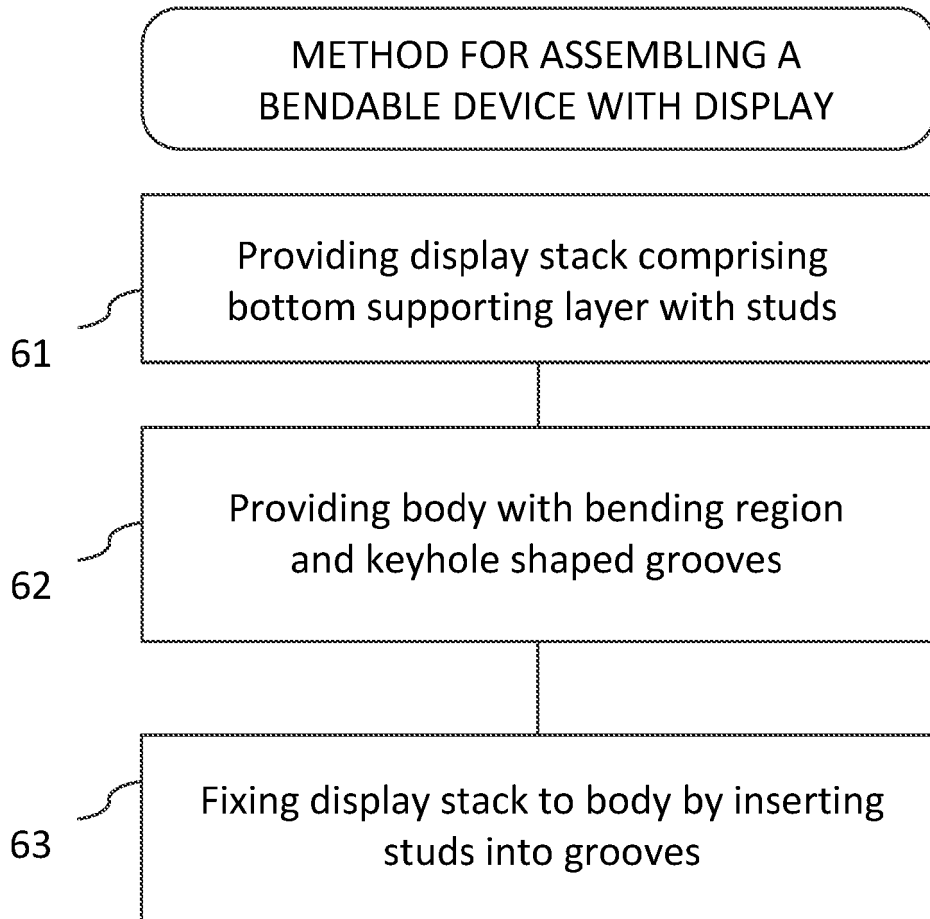 METHOD FOR ASSEMBLING A
BENDABLE DEVICE WITH DISPLAY
Providing display stack comprising
bottom supporting layer with studs
61
Providing body with bending region
and keyhole shaped grooves
62
Fixing display stack to body by inserting
studs into grooves
63